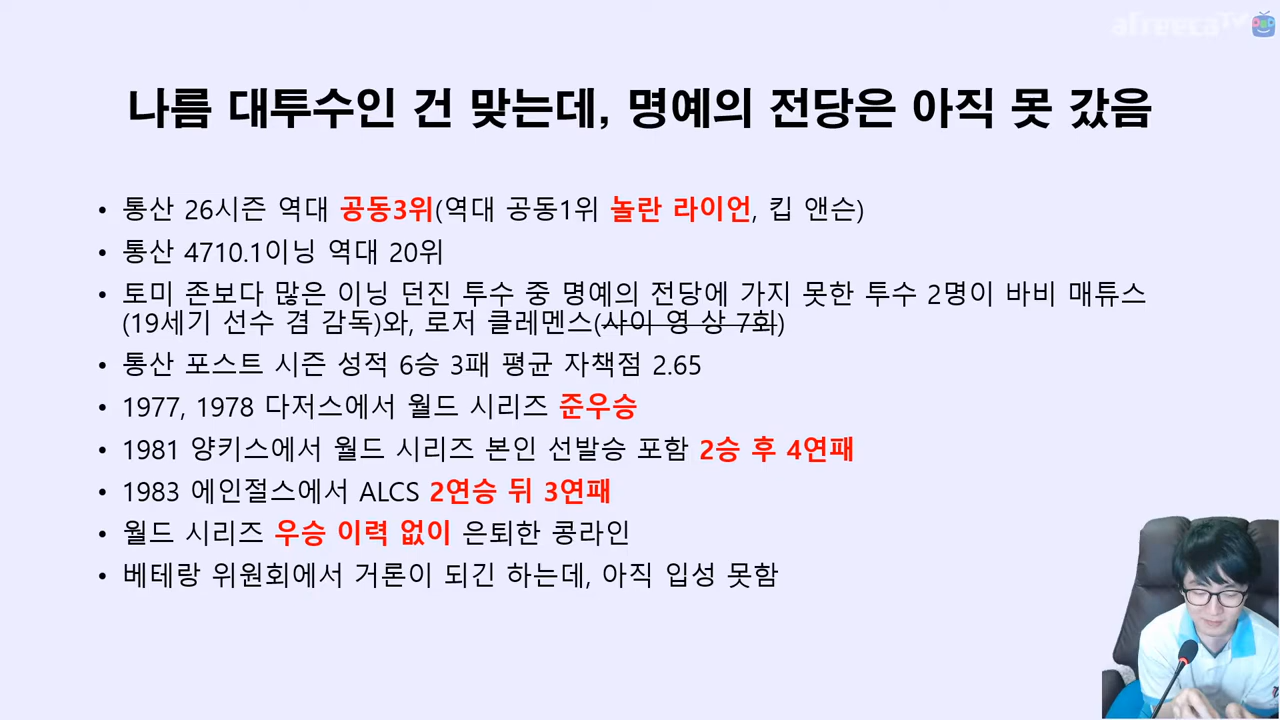 afreecaTV
나름 대투수인 건 맞는데, 명예의 전당은 아직 못 갔음
• 통산 26시즌 역대 공동3위(역대 공동1위 놀란 라이언, 킵 앤슨)
• 통산 4710.1이닝 역대 20위
• 토미 존보다 많은 이닝 던진 투수 중 명예의 전당에 가지 못한 투수 2명이 바비 매튜스
(19세기 선수 겸 감독)와, 로저 클레멘스(사이 영 상 7회)
• 통산 포스트 시즌 성적 6승 3패 평균 자책점 2.65
• 1977, 1978 다저스에서 월드 시리즈 준우승
• 1981 양키스에서 월드 시리즈 본인 선발승 포함 2승 후 4연패
• 1983 에인절스에서 ALCS 2연승 뒤 3연패
• 월드 시리즈 우승 이력 없이 은퇴한 콩라인
• 베테랑 위원회에서 거론이 되긴 하는데, 아직 입성 못함